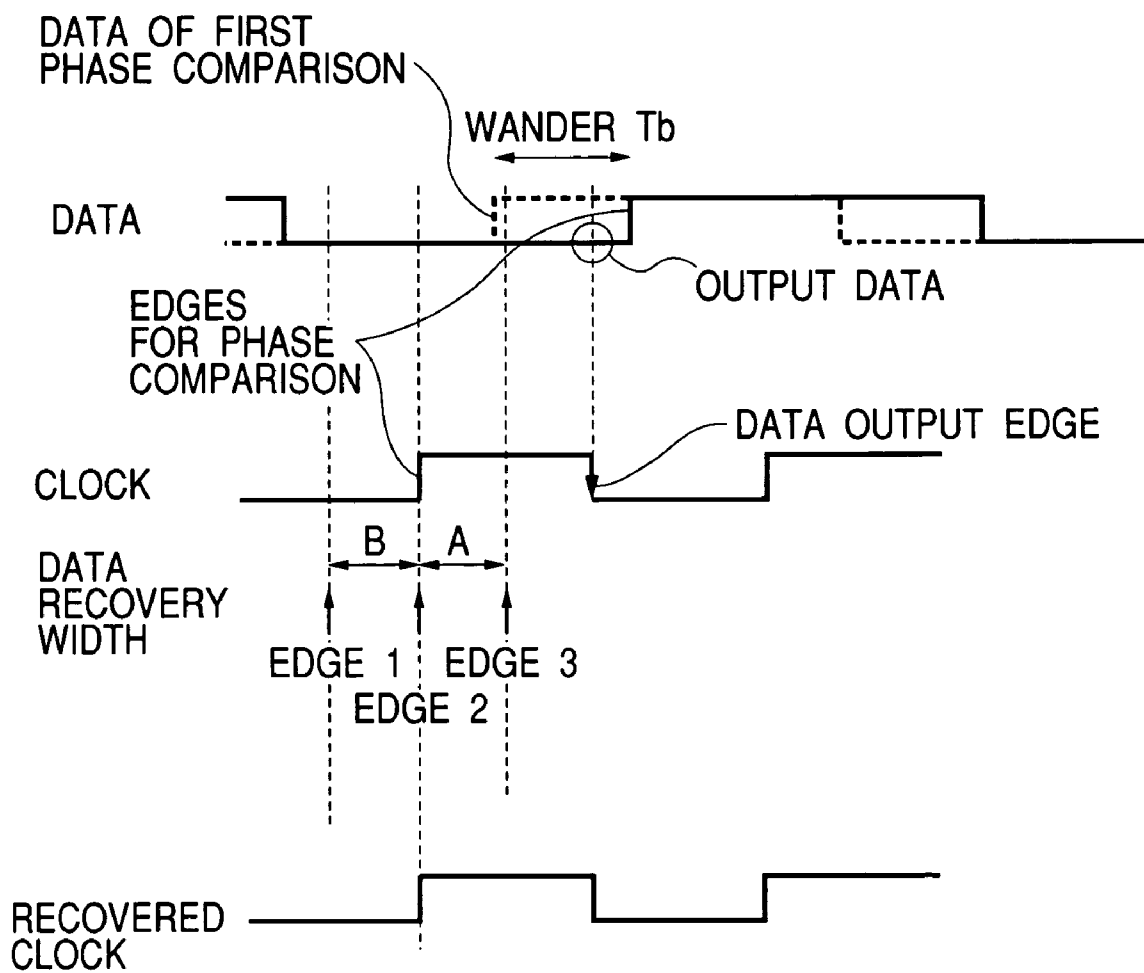 DATA OF FIRST
PHASE COMPARISON
WANDER Tb
DATA
OUTPUT DATA
EDGES
FOR PHASE
COMPARISON
DATA OUTPUT EDGE
CLOCK
B
A
DATA
RECOVERY
WIDTH
EDGE 1
EDGE 3
EDGE 2
RECOVERED
CLOCK